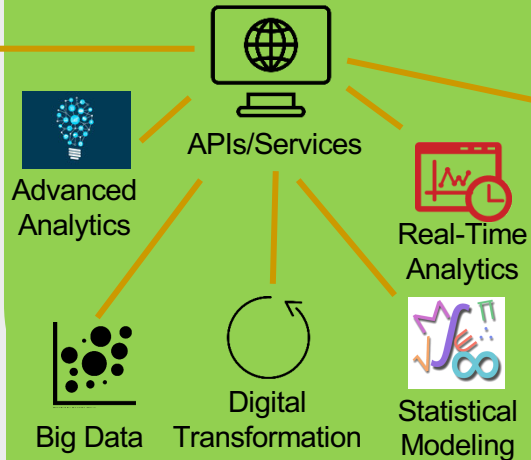 APIs/Services
Advanced
Analytics
Real-Time
Analytics
Big Data
Digital
Transformation
Statistical
Modeling